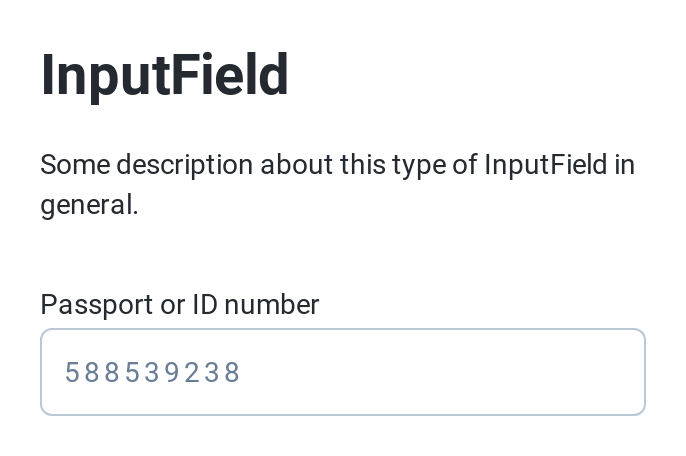 InputField
Some description about this type of InputField in
general.
Passport or ID number
588539238